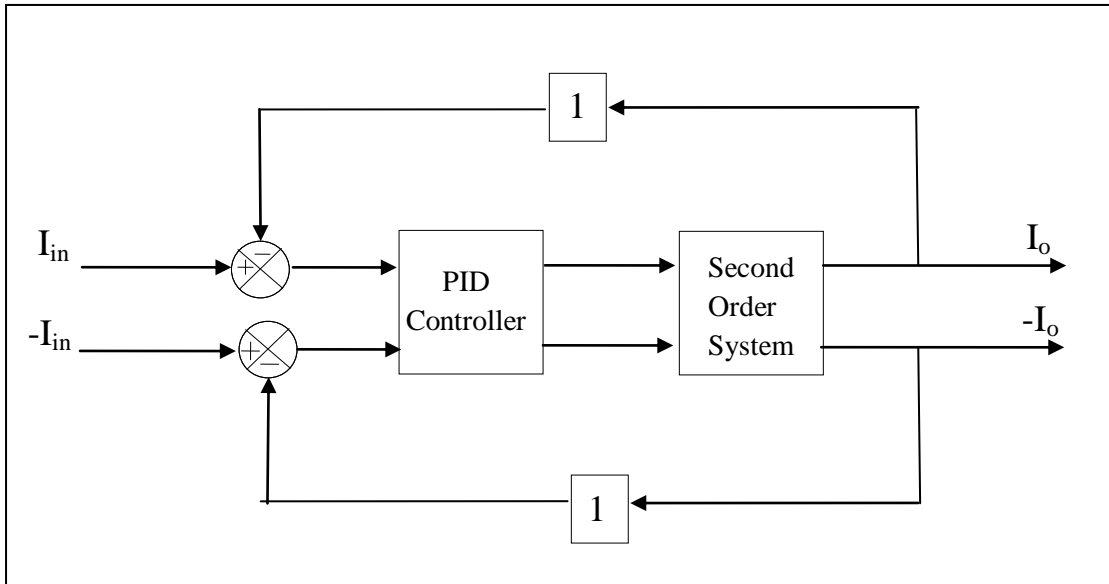 1
I_in
−
+
PID
Controller
Second
Order
System
I_o
-I_in
+
−
-I_o
1